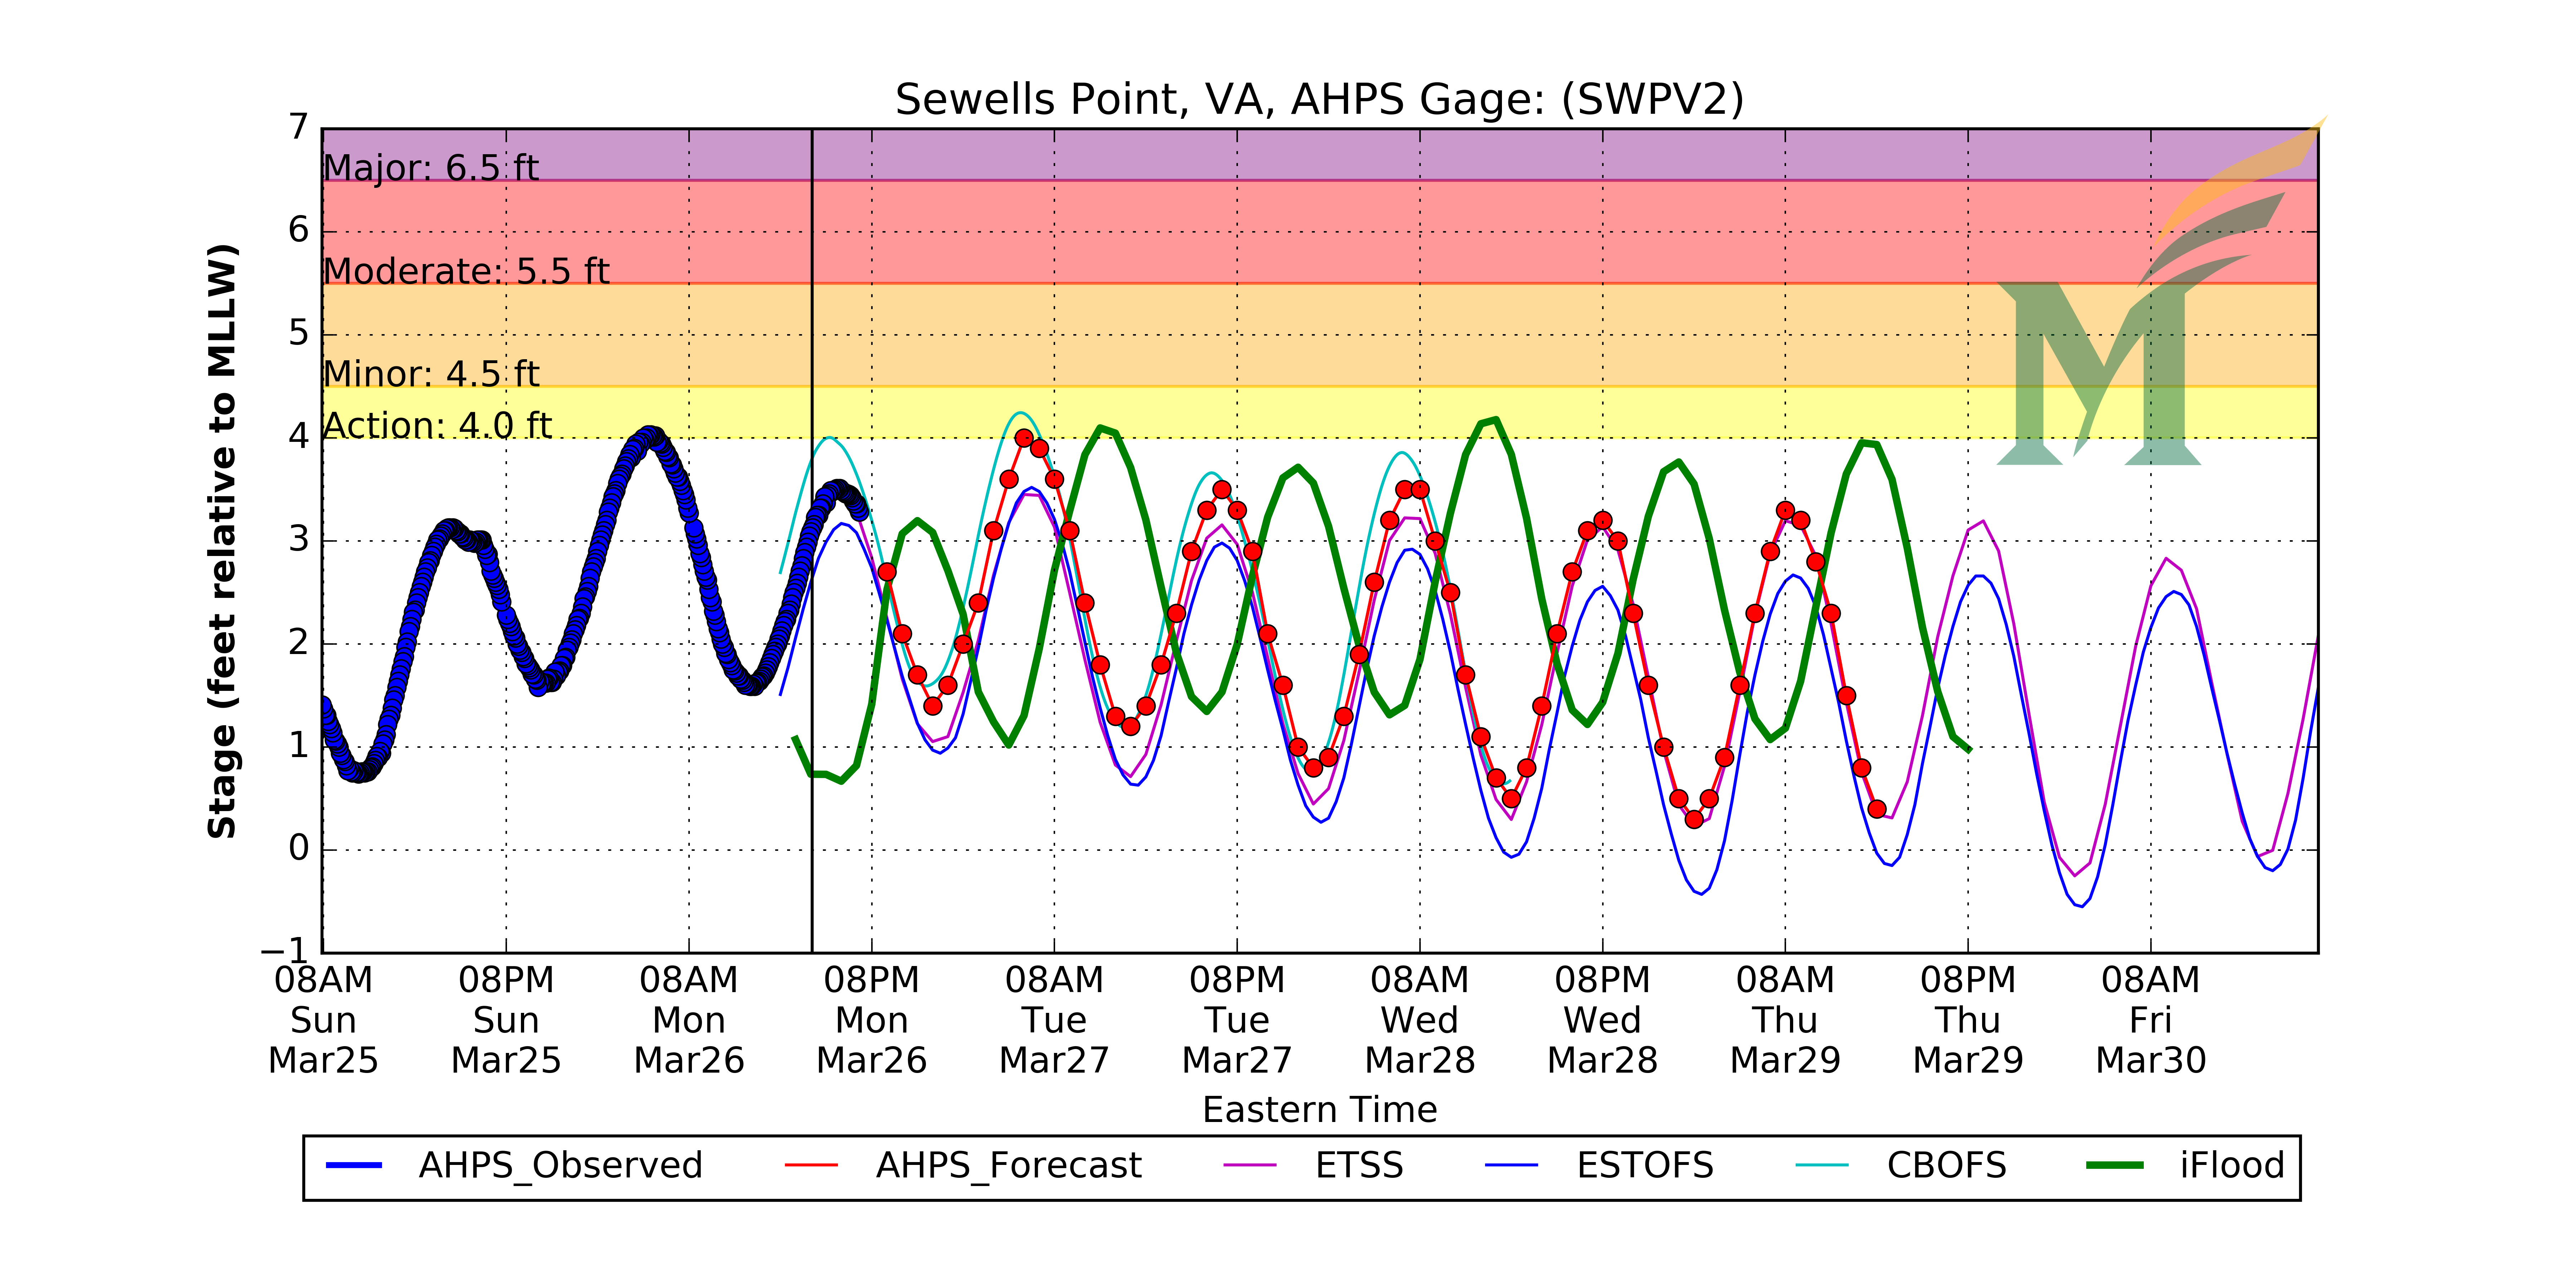 Sewells Point, VA, AHPS Gage: (SWPV2)
Stage (feet relative to MLLW)
7
6
5
4
3
2
1
0
−1
Major: 6.5 ft
Moderate: 5.5 ft
Minor: 4.5 ft
Action: 4.0 ft
08AM 08PM 08AM 08PM 08AM 08PM 08AM 08PM 08AM 08PM 08AM
Sun Sun Mon Mon Tue Tue Wed Wed Thu Thu Fri
Mar25 Mar25 Mar26 Mar26 Mar27 Mar27 Mar28 Mar28 Mar29 Mar29 Mar30
Eastern Time
AHPS_Observed AHPS_Forecast ETSS ESTOFS CBOFS iFlood
M